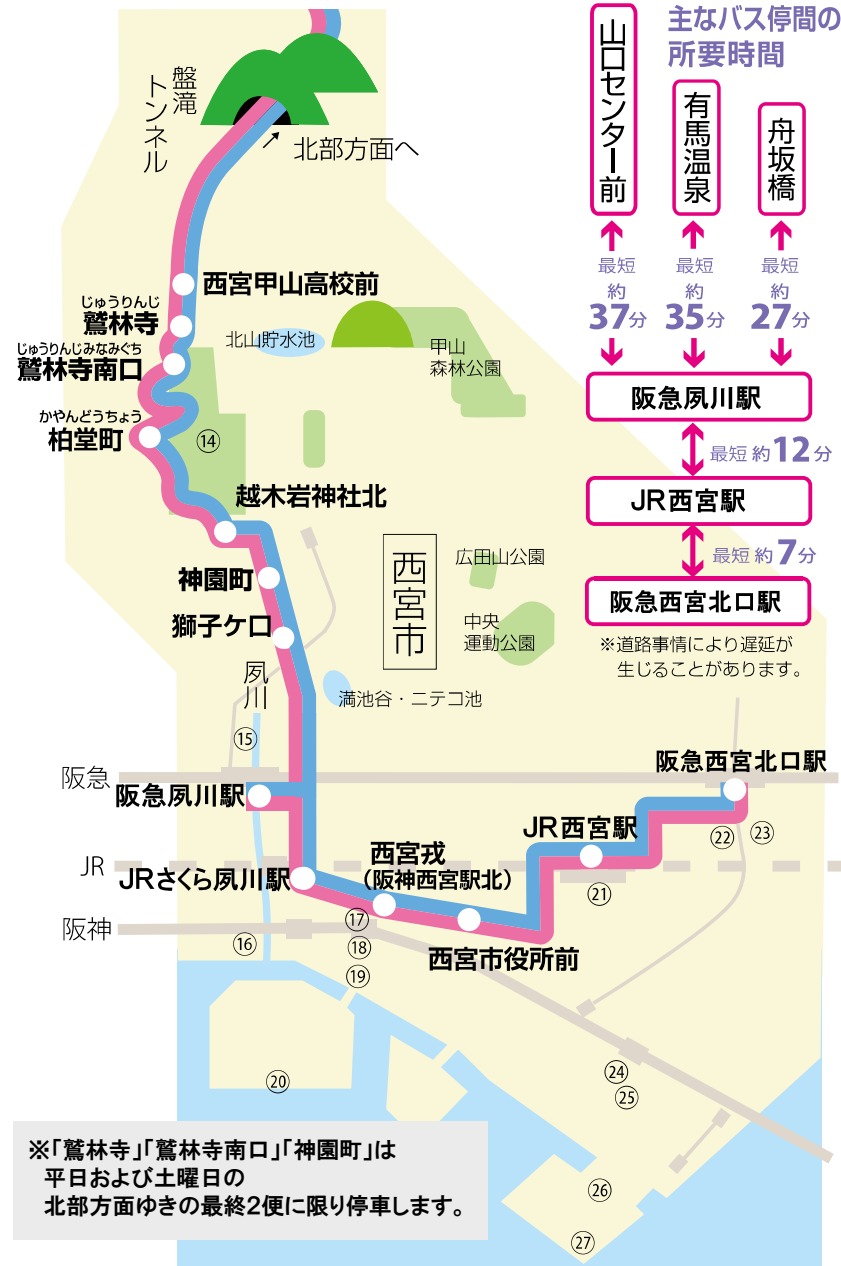 主なバス停間の
所要時間
山口センター前
有馬温泉
舟坂橋
最短
約
37分
最短
約
35分
最短
約
27分
阪急夙川駅
最短 約12分
JR西宮駅
最短 約7分
阪急西宮北口駅
※道路事情により遅延が
生じることがあります。
盤滝
トンネル
北部方面へ
西宮甲山高校前
じゅうりんじ
鷲林寺
じゅうりんじみなみぐち
鷲林寺南口
北山貯水池
甲山
森林公園
かやんどうちょう
柏堂町
⑭
越木岩神社北
西宮市
広田山公園
神園町
獅子ケ口
中央
運動公園
夙川
満池谷・ニテコ池
⑮
阪急
阪急夙川駅
阪急西宮北口駅
JR西宮駅
㉒
㉓
JR
JRさくら夙川駅
西宮戎
（阪神西宮駅北）
㉑
阪神
⑯
⑰
⑱
⑲
西宮市役所前
⑳
㉔
㉕
㉖
㉗
※「鷲林寺」「鷲林寺南口」「神園町」は
平日および土曜日の
北部方面ゆきの最終2便に限り停車します。